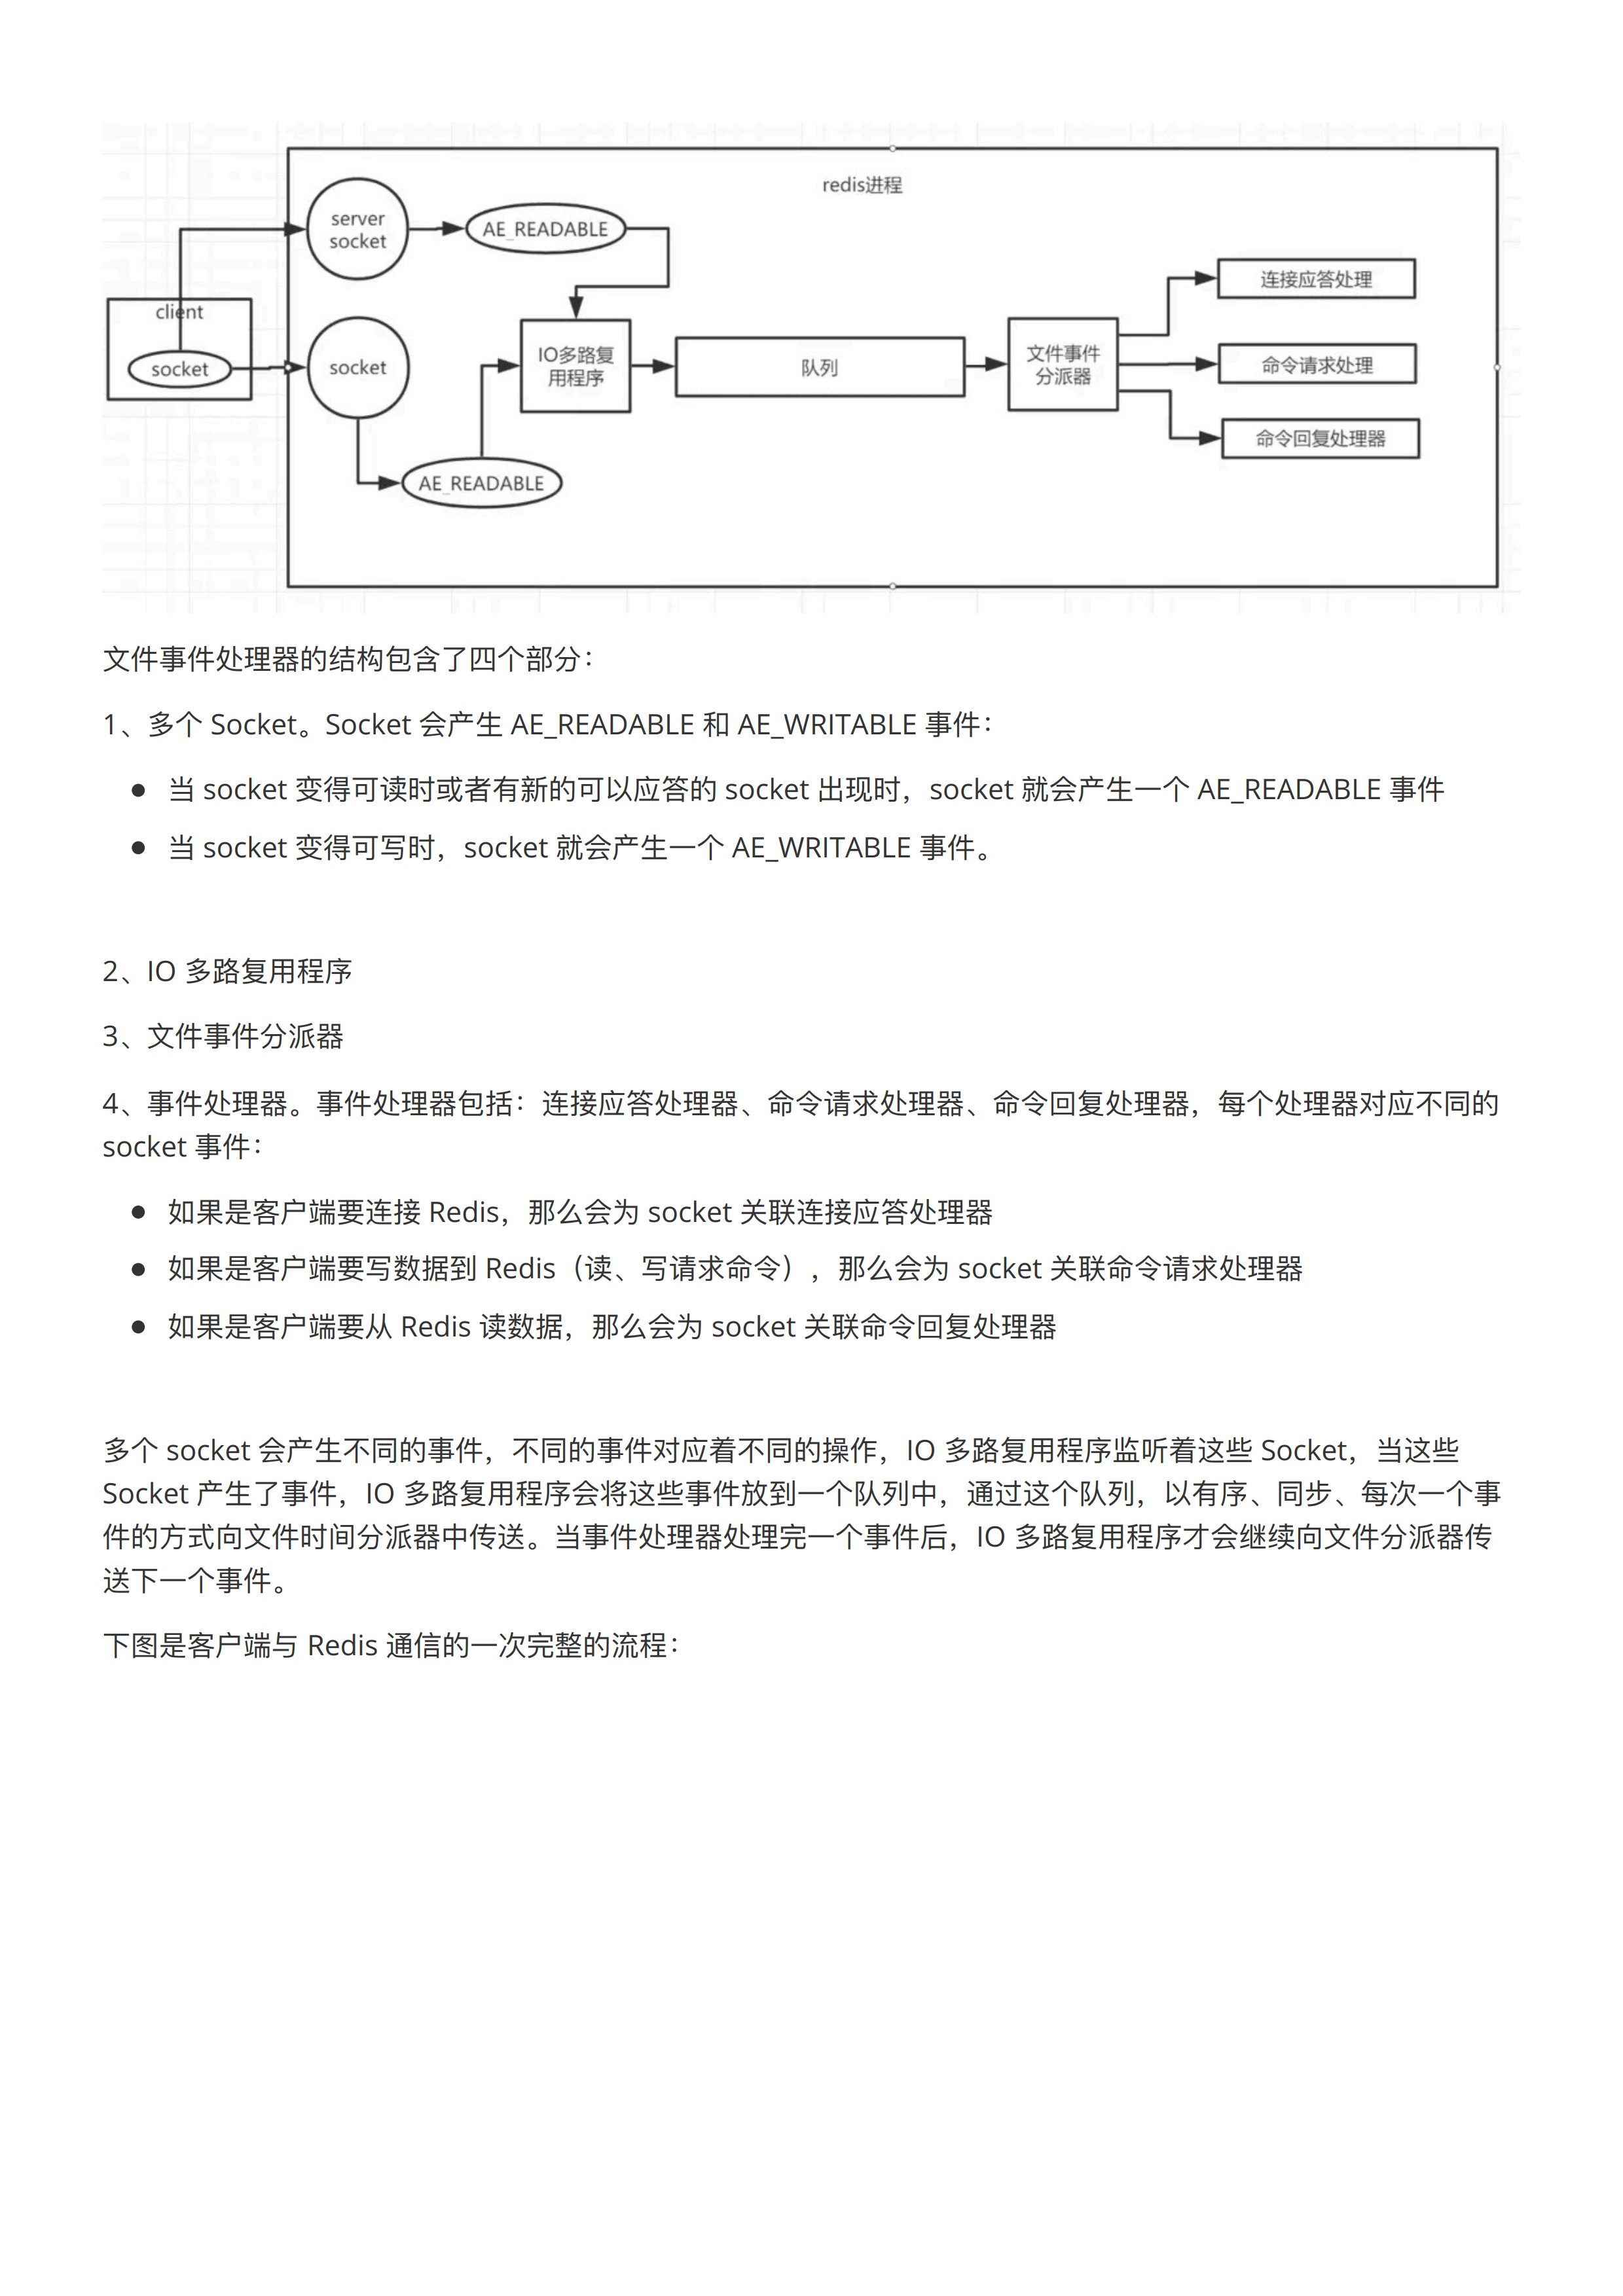 redis进程
server
socket
AE_READABLE
连接应答处理
client
socket
socket
IO多路复
用程序
队列
文件事件
分派器
命令请求处理
命令回复处理器
AE_READABLE
文件事件处理器的结构包含了四个部分：
1、多个 Socket。Socket 会产生 AE_READABLE 和 AE_WRITABLE 事件：
● 当 socket 变得可读时或者有新的可以应答的 socket 出现时，socket 就会产生一个 AE_READABLE 事件
● 当 socket 变得可写时，socket 就会产生一个 AE_WRITABLE 事件。
2、IO 多路复用程序
3、文件事件分派器
4、事件处理器。事件处理器包括：连接应答处理器、命令请求处理器、命令回复处理器，每个处理器对应不同的
socket 事件：
● 如果是客户端要连接 Redis，那么会为 socket 关联连接应答处理器
● 如果是客户端要写数据到 Redis（读、写请求命令），那么会为 socket 关联命令请求处理器
● 如果是客户端要从 Redis 读数据，那么会为 socket 关联命令回复处理器
多个 socket 会产生不同的事件，不同的事件对应着不同的操作，IO 多路复用程序监听着这些 Socket，当这些
Socket 产生了事件，IO 多路复用程序会将这些事件放到一个队列中，通过这个队列，以有序、同步、每次一个事
件的方式向文件时间分派器中传送。当事件处理器处理完一个事件后，IO 多路复用程序才会继续向文件分派器传
送下一个事件。
下图是客户端与 Redis 通信的一次完整的流程：